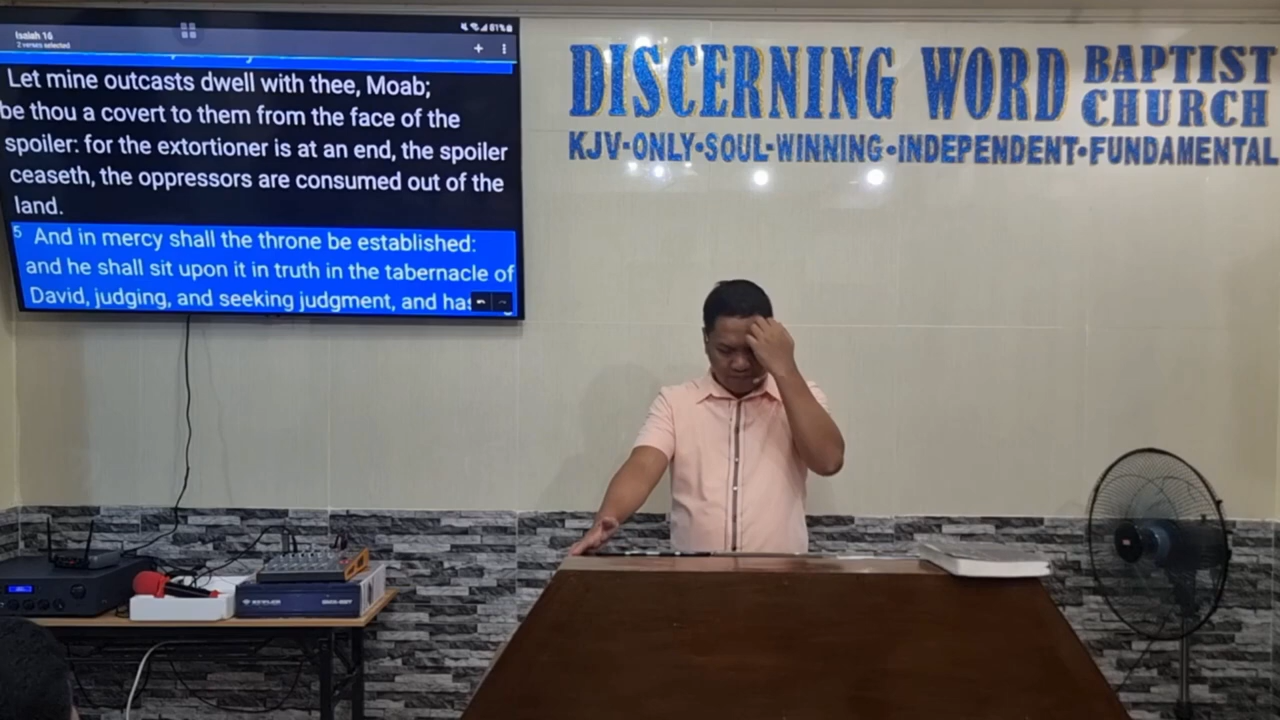 Isaiah 16
2 verses selected
81%
Let mine outcasts dwell with thee, Moab;
be thou a covert to them from the face of the
spoiler: for the extortioner is at an end, the spoiler
ceaseth, the oppressors are consumed out of the
land.
5 And in mercy shall the throne be established:
and he shall sit upon it in truth in the tabernacle of
David, judging, and seeking judgment, and has
DISCERNING WORD BAPTIST
CHURCH
KJV-ONLY•SOUL-WINNING•INDEPENDENT•FUNDAMENTAL